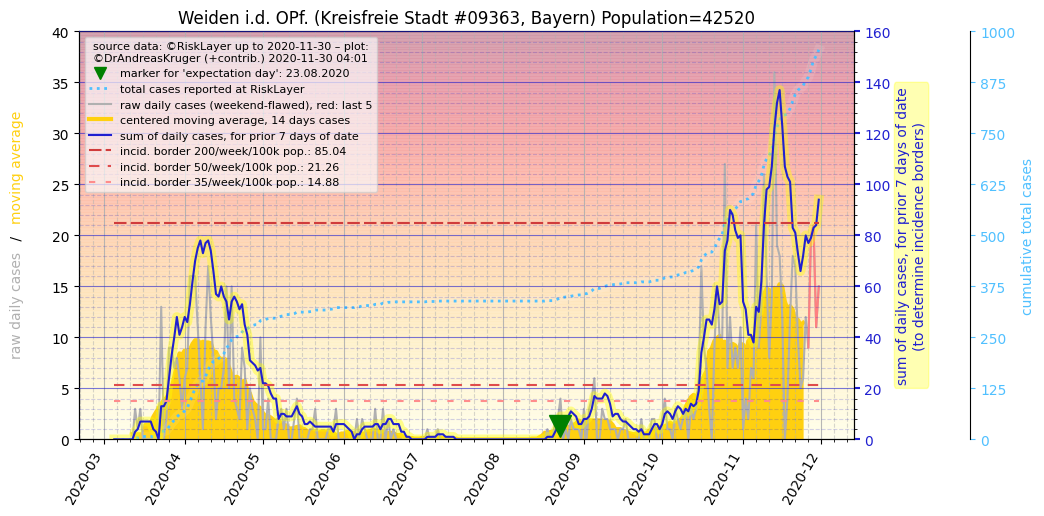 Weiden i.d. OPf. (Kreisfreie Stadt #09363, Bayern) Population=42520
source data: ©RiskLayer up to 2020-11-30 – plot:
©DrAndreasKruger (+contrib.) 2020-11-30 04:01
marker for 'expectation day': 23.08.2020
total cases reported at RiskLayer
raw daily cases (weekend-flawed), red: last 5
centered moving average, 14 days cases
sum of daily cases, for prior 7 days of date
incid. border 200/week/100k pop.: 85.04
incid. border 50/week/100k pop.: 21.26
incid. border 35/week/100k pop.: 14.88
raw daily cases / moving average
40
35
30
25
20
15
10
5
0
2020-03
2020-04
2020-05
2020-06
2020-07
2020-08
2020-09
2020-10
2020-11
2020-12
160
140
120
100
80
60
40
20
0
sum of daily cases, for prior 7 days of date
(to determine incidence borders)
1000
875
750
625
500
375
250
125
0
cumulative total cases